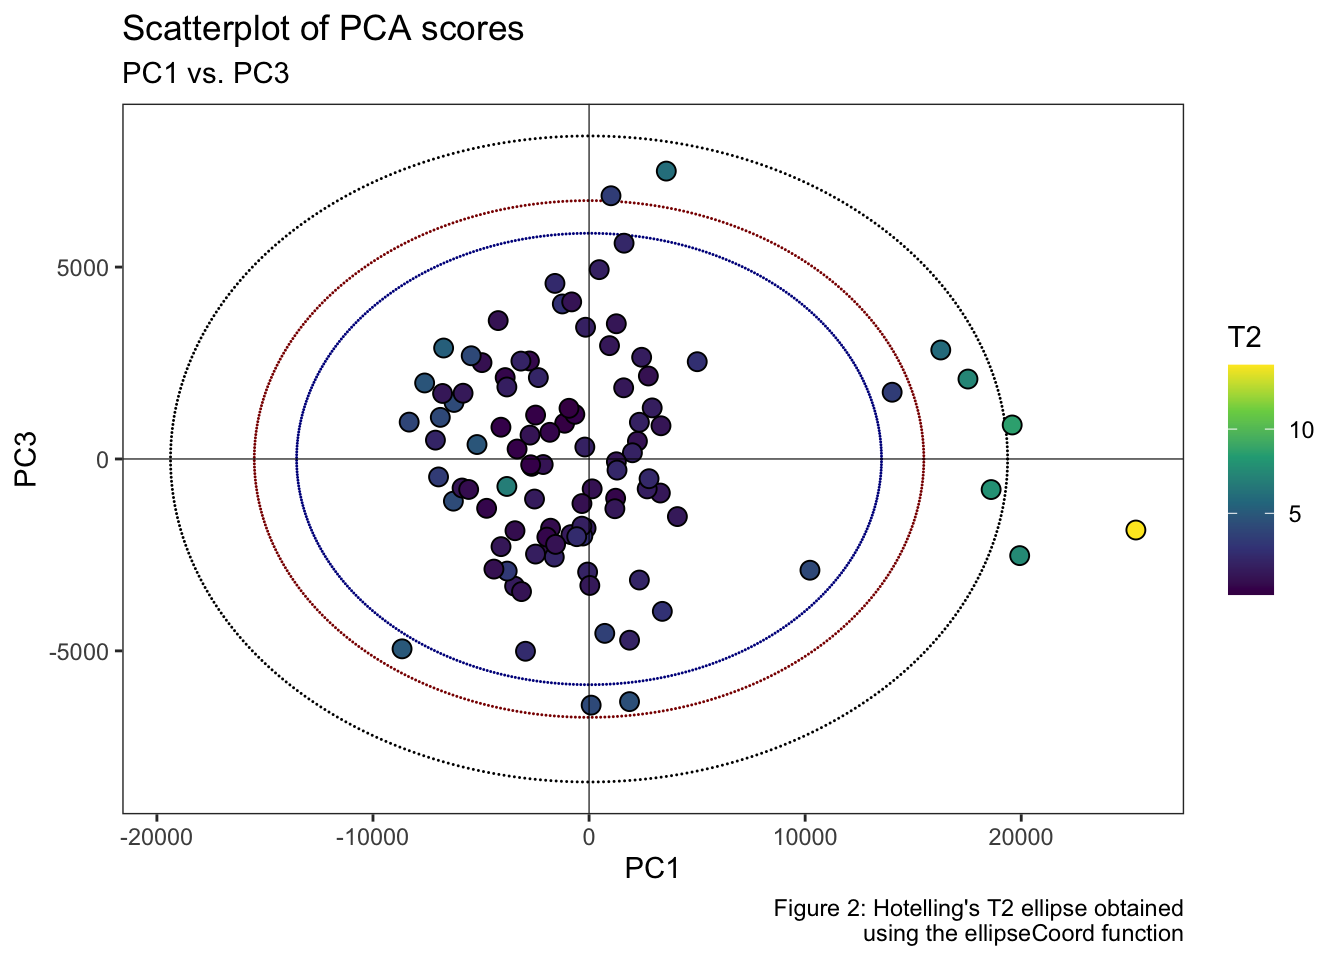 Scatterplot of PCA scores
PC1 vs. PC3
PC3
5000
0
-5000
-20000 -10000 0 10000 20000
PC1
T2
10
5
Figure 2: Hotelling's T2 ellipse obtained
using the ellipseCoord function